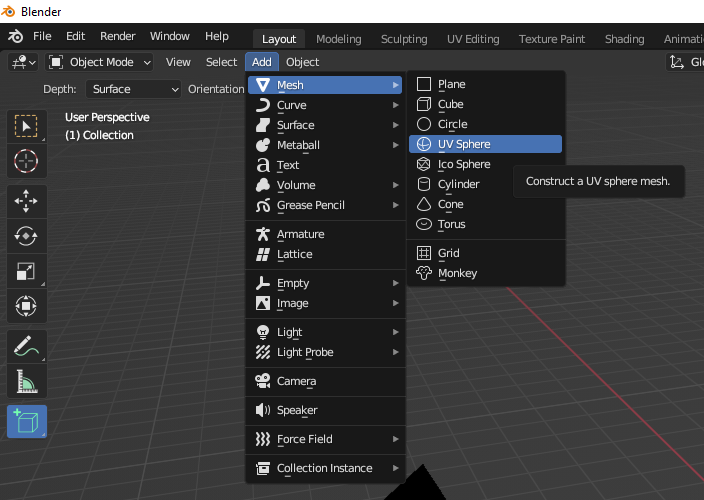 Blender
File Edit Render Window Help
Layout Modeling Sculpting UV Editing Texture Paint Shading Animati
Object Mode View Select Add Object Glo
Depth: Surface Orientation
User Perspective
(1) Collection
Mesh
Curve
Surface
Metaball
Text
Volume
Grease Pencil
Armature
Lattice
Empty
Image
Light
Light Probe
Camera
Speaker
Force Field
Collection Instance
Plane
Cube
Circle
UV Sphere
Ico Sphere
Cylinder
Cone
Torus
Grid
Monkey
Construct a UV sphere mesh.